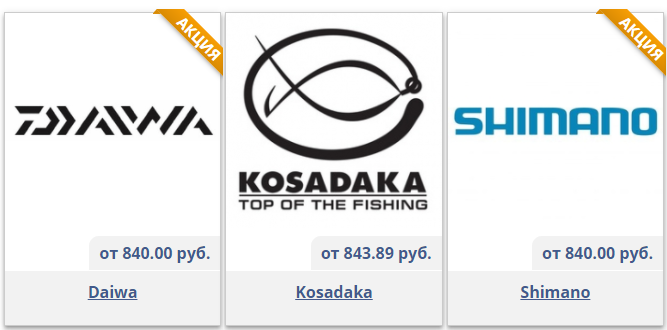 АКЦИЯ
DAIWA
от 840.00 руб.
Daiwa
KOSADAKA
TOP OF THE FISHING
от 843.89 руб.
Kosadaka
АКЦИЯ
SHIMANO
от 840.00 руб.
Shimano